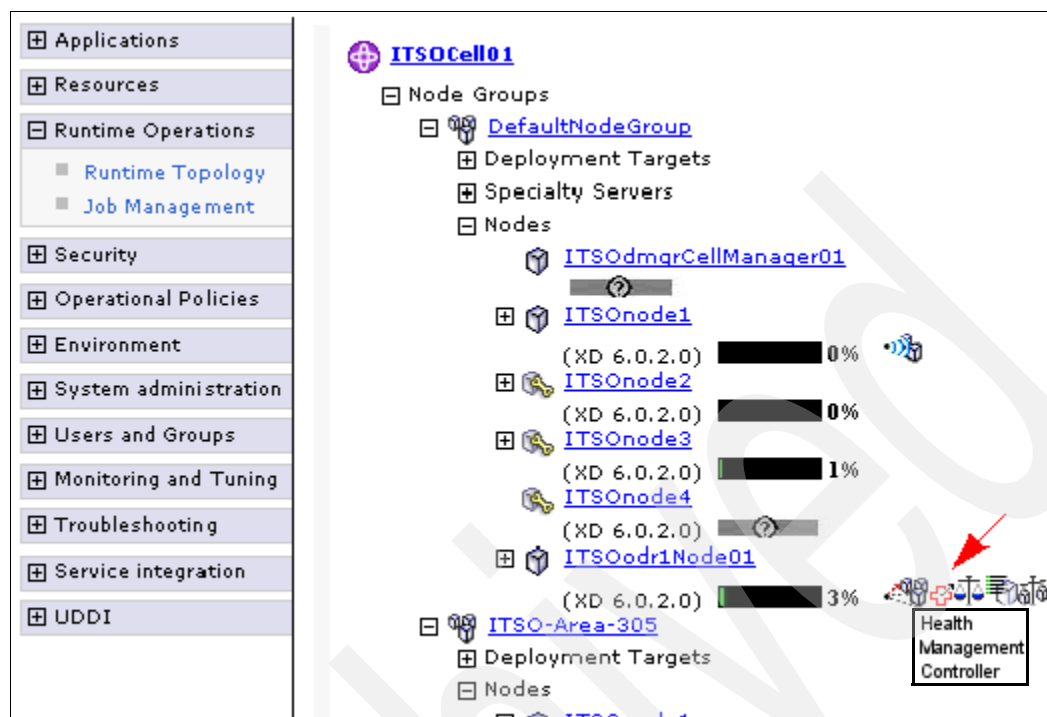 Applications
Resources
Runtime Operations
Runtime Topology
Job Management
Security
Operational Policies
Environment
System administration
Users and Groups
Monitoring and Tuning
Troubleshooting
Service integration
UDDI
ITSOCell01
Node Groups
DefaultNodeGroup
Deployment Targets
Specialty Servers
Nodes
ITSOdmgrCellManager01
?
ITSOnode1
(XD 6.0.2.0) 0%
ITSOnode2
(XD 6.0.2.0) 0%
ITSOnode3
(XD 6.0.2.0) 1%
ITSOnode4
(XD 6.0.2.0) ?
ITSOodr1Node01
(XD 6.0.2.0) 3%
Health
Management
Controller
ITSO-Area-305
Deployment Targets
Nodes